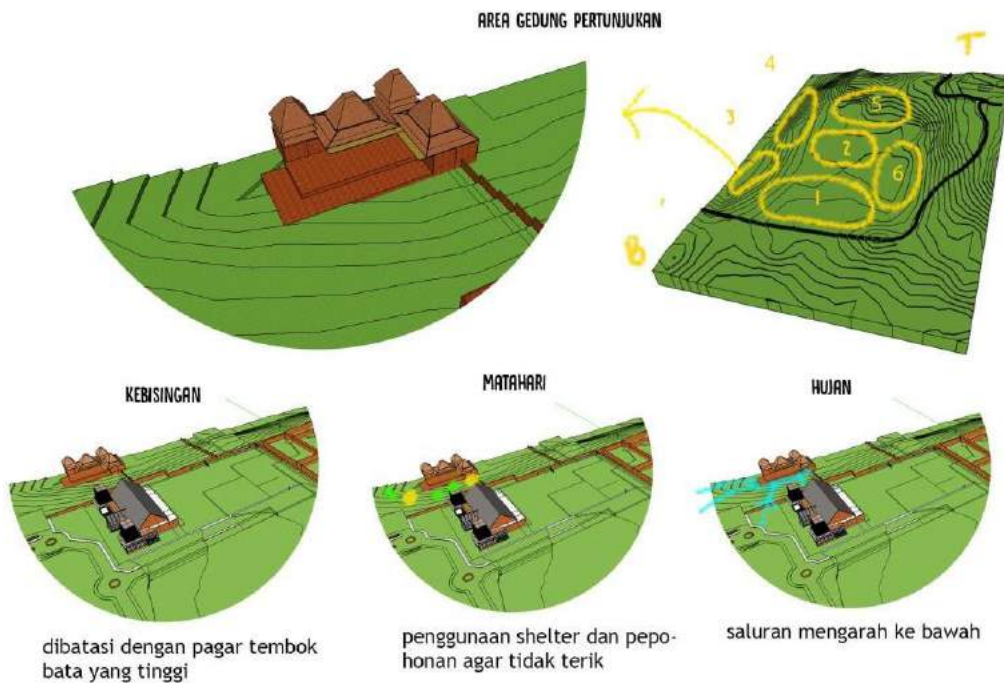 AREA GEDUNG PERTUNJUKAN
T
4
5
3
2
6
1
B
KEBISINGAN
MATAHARI
HUJAN
dibatasi dengan pagar tembok
bata yang tinggi
penggunaan shelter dan pepo-
honan agar tidak terik
saluran mengarah ke bawah